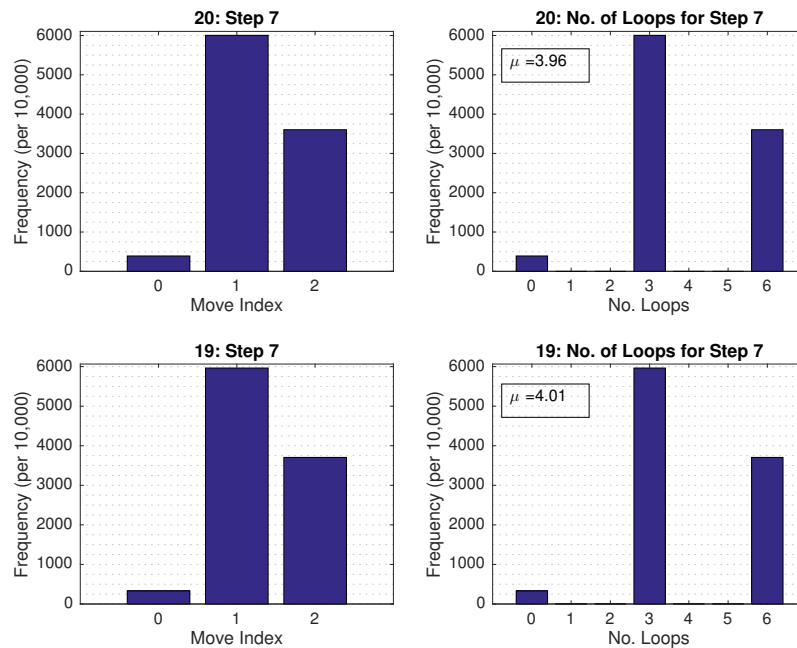 20: Step 7
6000
5000
4000
3000
2000
1000
0
Frequency (per 10,000)
0 1 2
Move Index
20: No. of Loops for Step 7
μ =3.96
6000
5000
4000
3000
2000
1000
0
Frequency (per 10,000)
0 1 2 3 4 5 6
No. Loops
19: Step 7
6000
5000
4000
3000
2000
1000
0
Frequency (per 10,000)
0 1 2
Move Index
19: No. of Loops for Step 7
μ =4.01
6000
5000
4000
3000
2000
1000
0
Frequency (per 10,000)
0 1 2 3 4 5 6
No. Loops